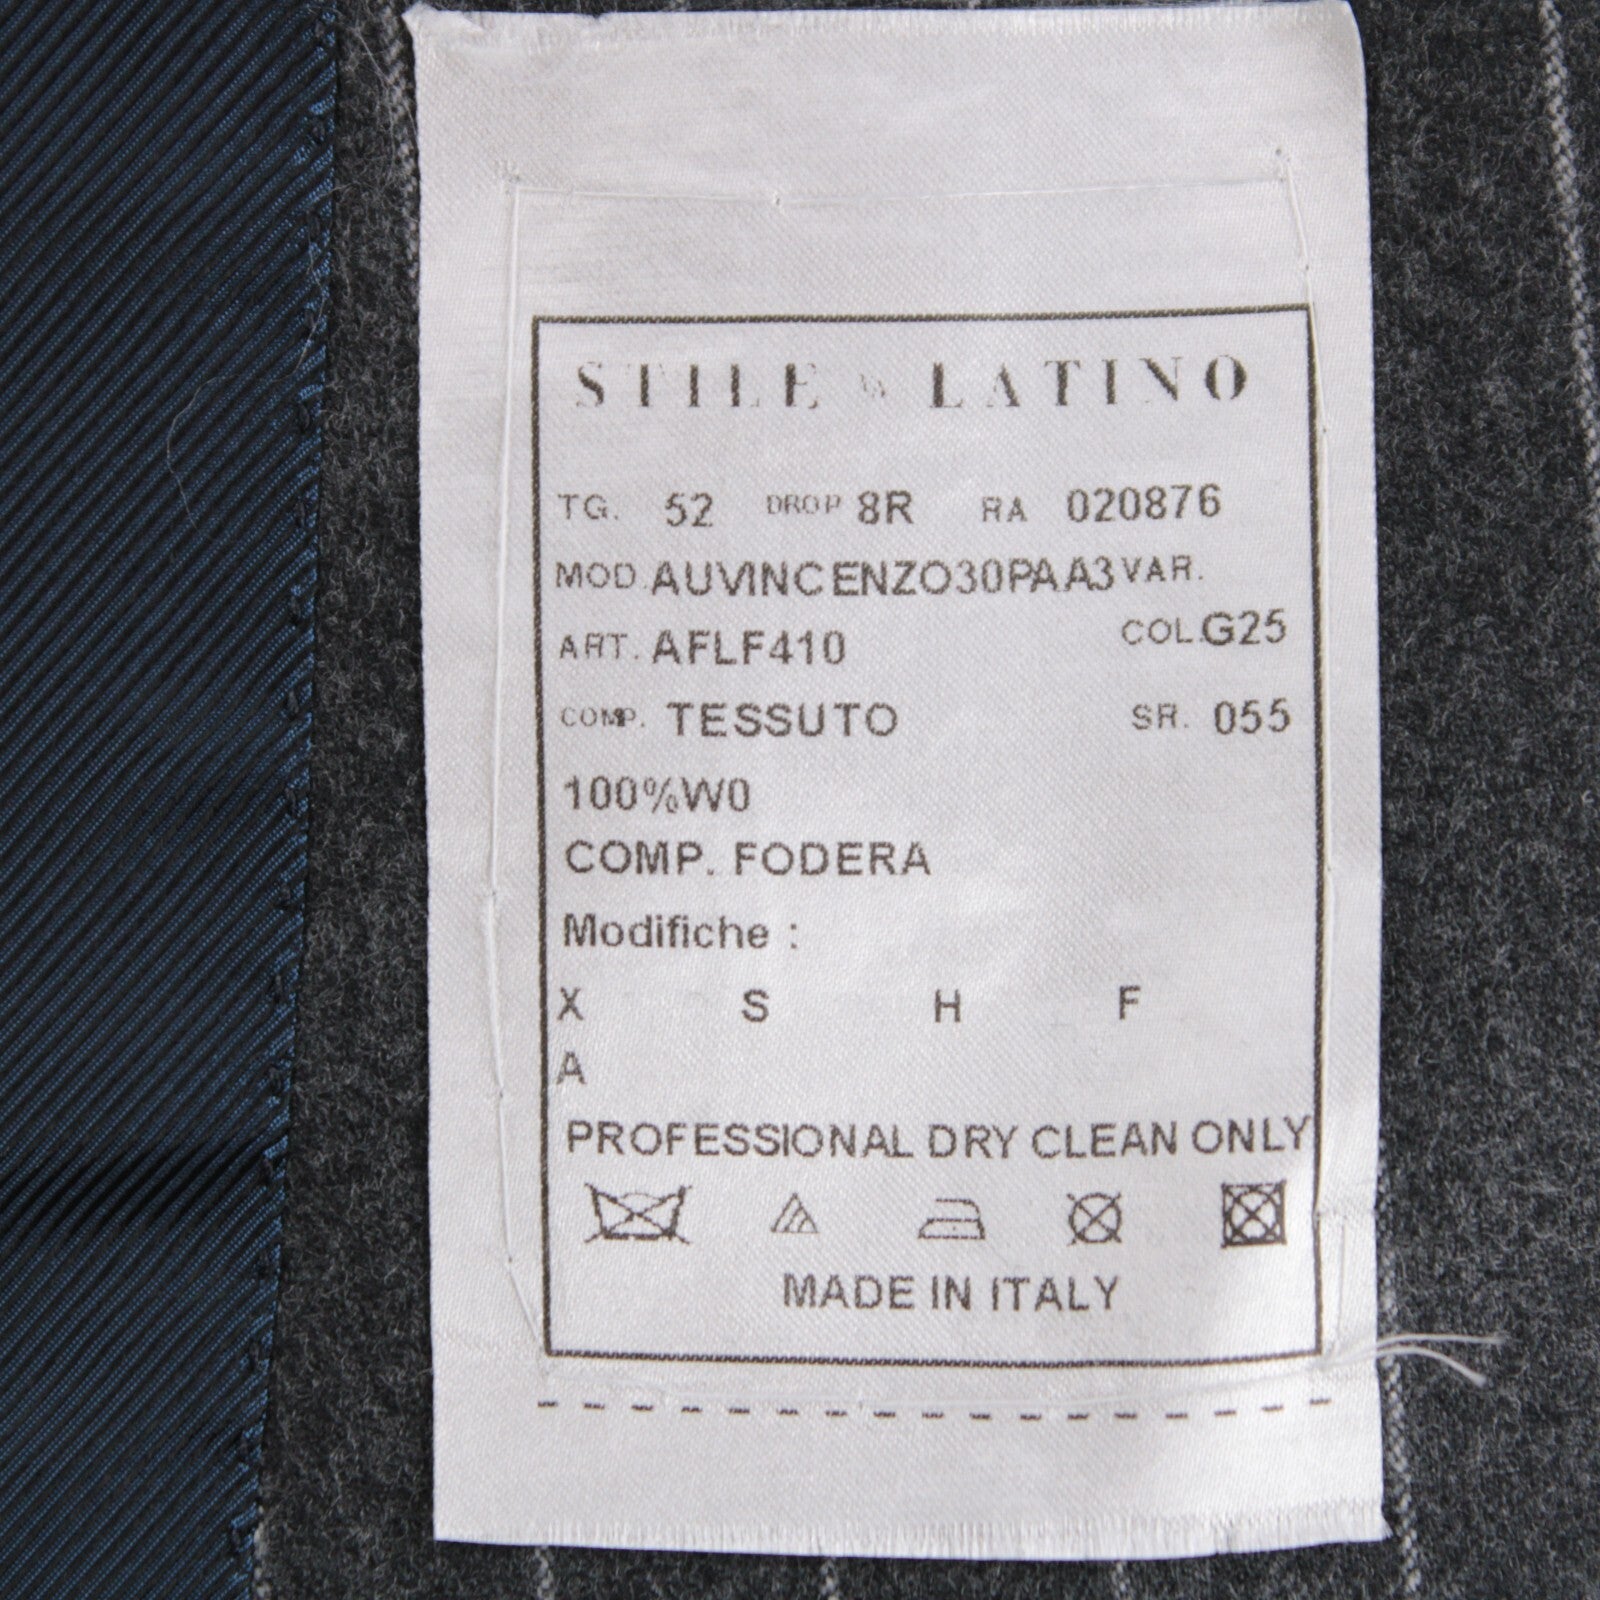 STILE LATINO
TG. 52 DROP 8R RA 020876
MOD. AUVINCENZO30PAA3 VAR.
ART. AFLF410 COL. G25
COMP. TESSUTO SR. 055
100%W0
COMP. FODERA
Modifiche :
X S H F
A
PROFESSIONAL DRY CLEAN ONLY
MADE IN ITALY